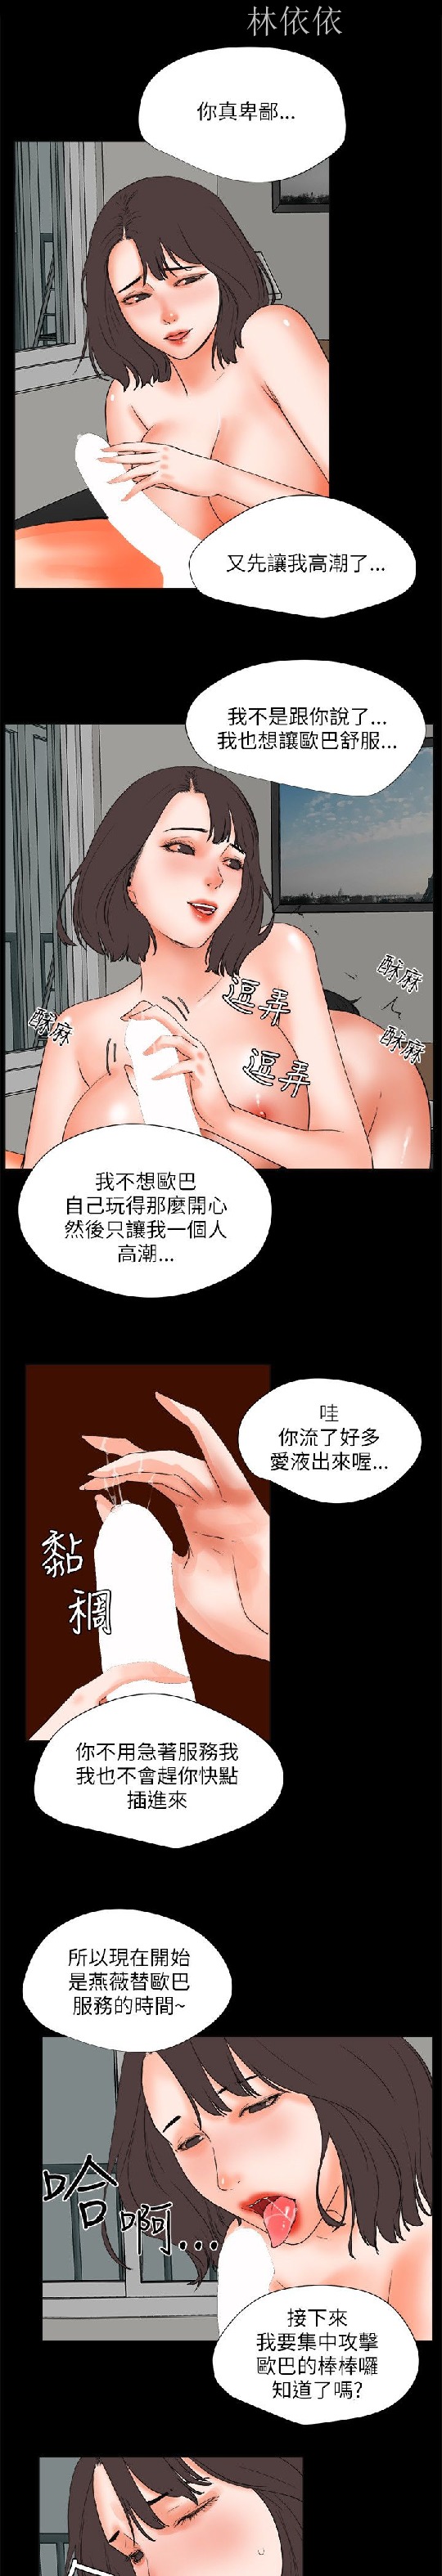 林依依
你真卑鄙...
又先讓我高潮了...
我不是跟你說了...
我也想讓歐巴舒服...
酥麻
酥麻
逗弄
逗弄
酥麻
我不想歐巴
自己玩得那麼開心
然後只讓我一個人
高潮...
哇
你流了好多
愛液出來喔...
黏
稠
你不用急著服務我
我也不會趕你快點
插進來
所以現在開始
是燕薇替歐巴
服務的時間~
哈
啊...
接下來
我要集中攻擊
歐巴的棒棒囉
知道了嗎?